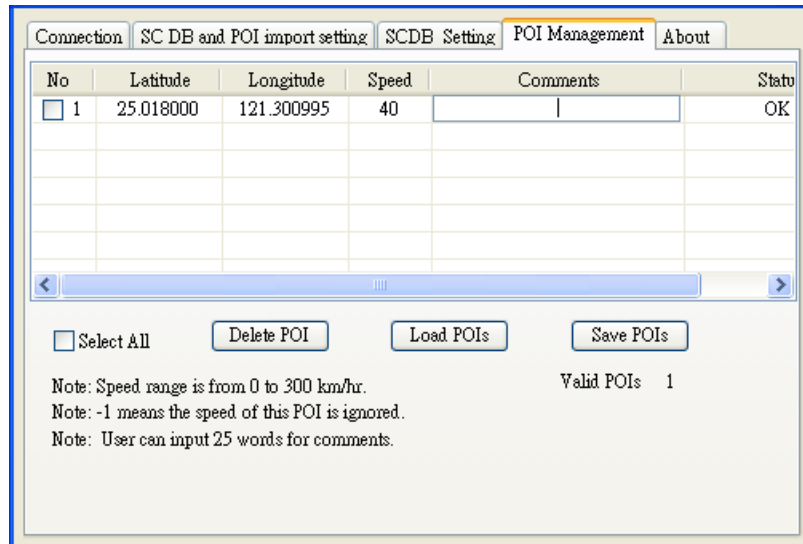 Connection SC DB and POI import setting SCDB Setting POI Management About
No Latitude Longitude Speed Comments Statu
1 25.018000 121.300995 40 OK
Select All Delete POI Load POIs Save POIs
Note: Speed range is from 0 to 300 km/hr. Valid POIs 1
Note: -1 means the speed of this POI is ignored.
Note: User can input 25 words for comments.